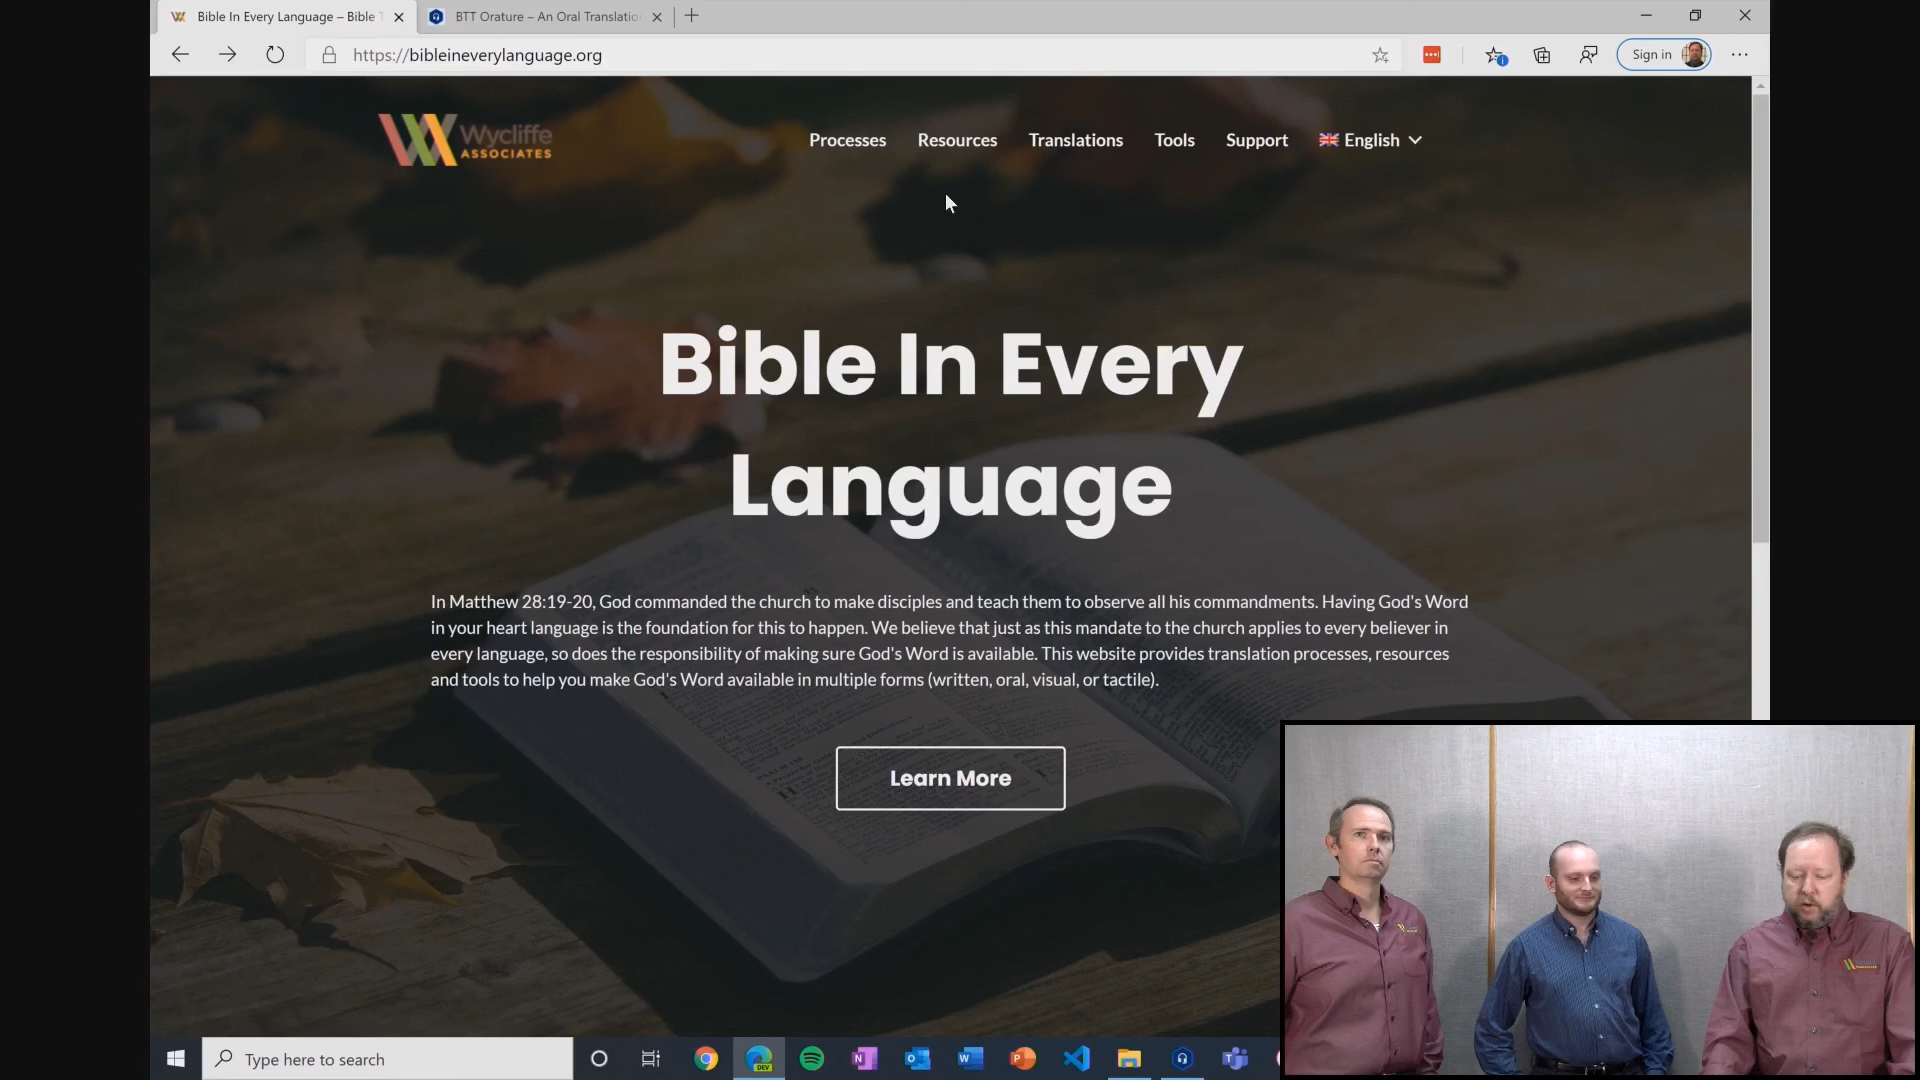 Bible In Every Language – Bible T
BTT Orature – An Oral Translatio
https://bibleineverylanguage.org
Sign in
Wycliffe
ASSOCIATES
Processes
Resources
Translations
Tools
Support
English
Bible In Every
Language
In Matthew 28:19-20, God commanded the church to make disciples and teach them to observe all his commandments. Having God's Word
in your heart language is the foundation for this to happen. We believe that just as this mandate to the church applies to every believer in
every language, so does the responsibility of making sure God's Word is available. This website provides translation processes, resources
and tools to help you make God's Word available in multiple forms (written, oral, visual, or tactile).
Learn More
Type here to search
DEV